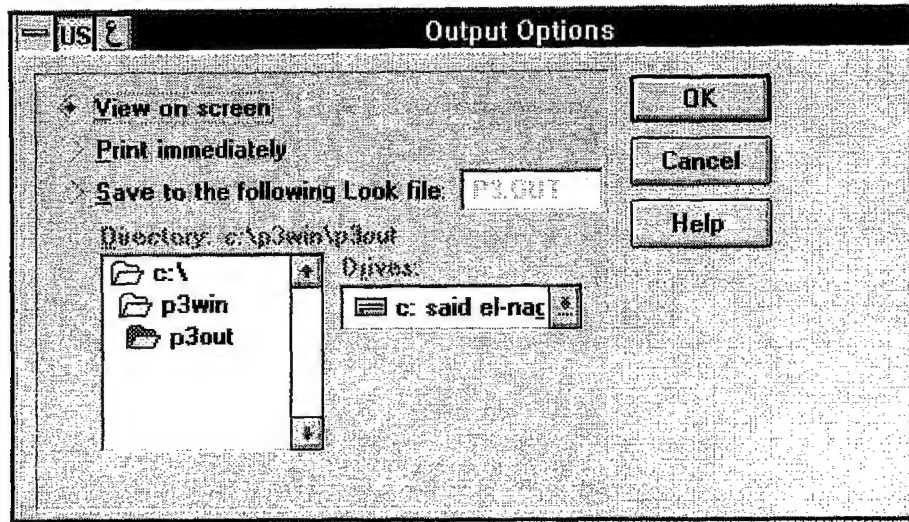 US Output Options
View on screen
Print immediately
Save to the following Look file: P3.OUT
Directory: c:\p3win\p3out
Drives:
c:\
p3win
p3out
c: said el-nag
OK
Cancel
Help